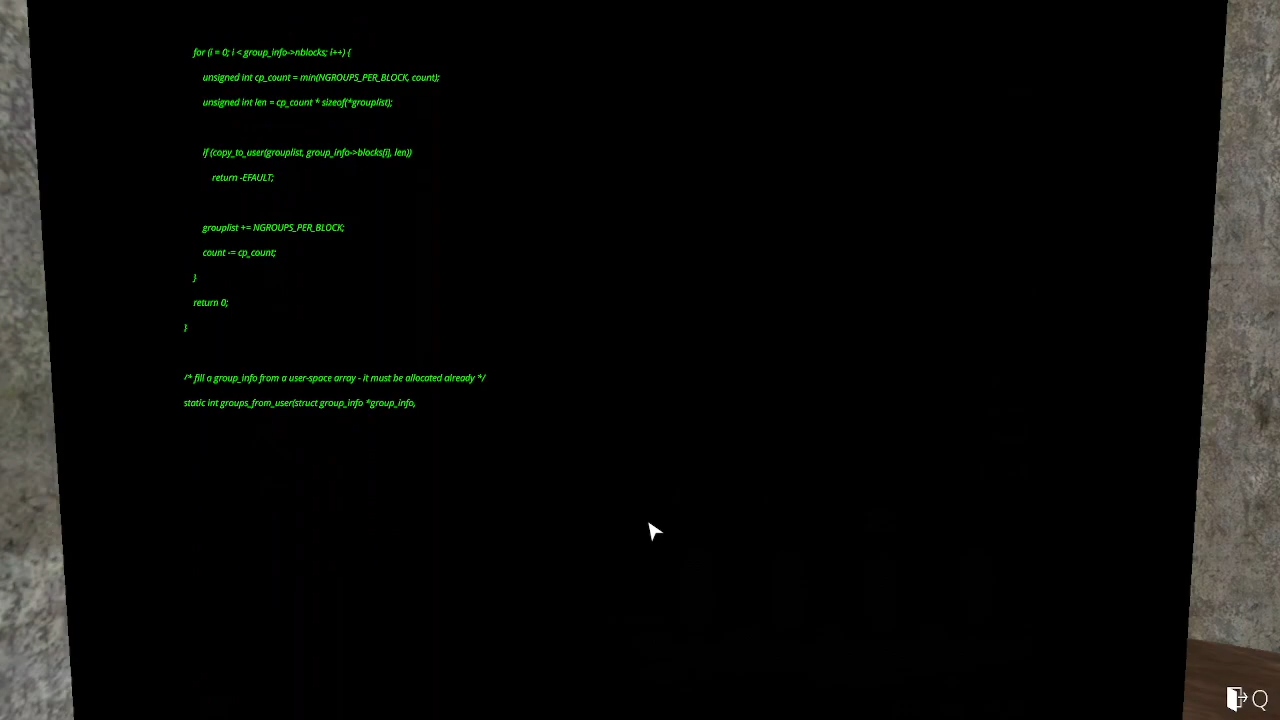 for (i = 0; i < group_info->nblocks; i++) {
unsigned int cp_count = min(NGROUPS_PER_BLOCK, count);
unsigned int len = cp_count * sizeof(*grouplist);
if (copy_to_user(grouplist, group_info->blocks[i], len))
return -EFAULT;
grouplist += NGROUPS_PER_BLOCK;
count -= cp_count;
}
return 0;
}
/* fill a group_info from a user-space array - it must be allocated already */
static int groups_from_user(struct group_info *group_info,
Q